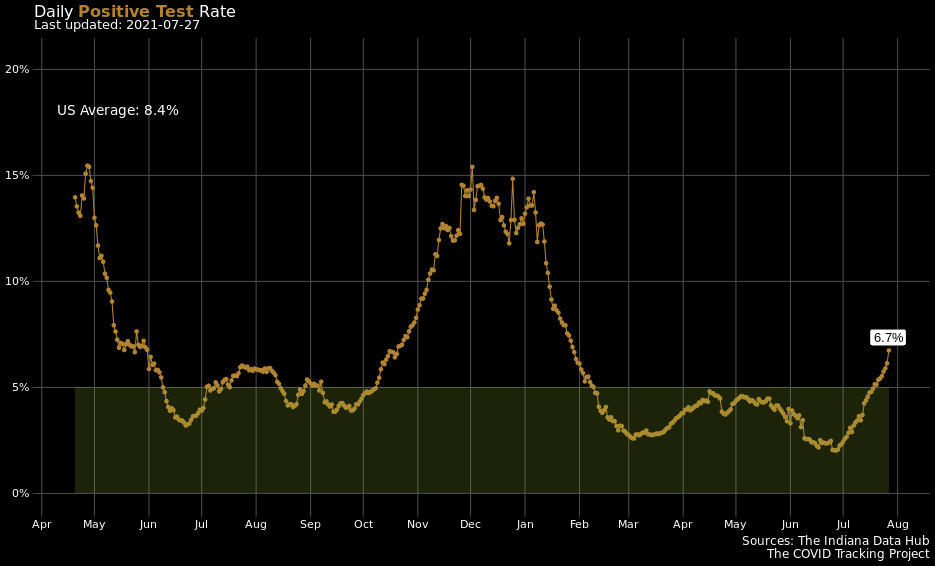 Daily Positive Test Rate
Last updated: 2021-07-27
20%
US Average: 8.4%
15%
10%
6.7%
5%
0%
Apr May Jun Jul Aug Sep Oct Nov Dec Jan Feb Mar Apr May Jun Jul Aug
Sources: The Indiana Data Hub
The COVID Tracking Project